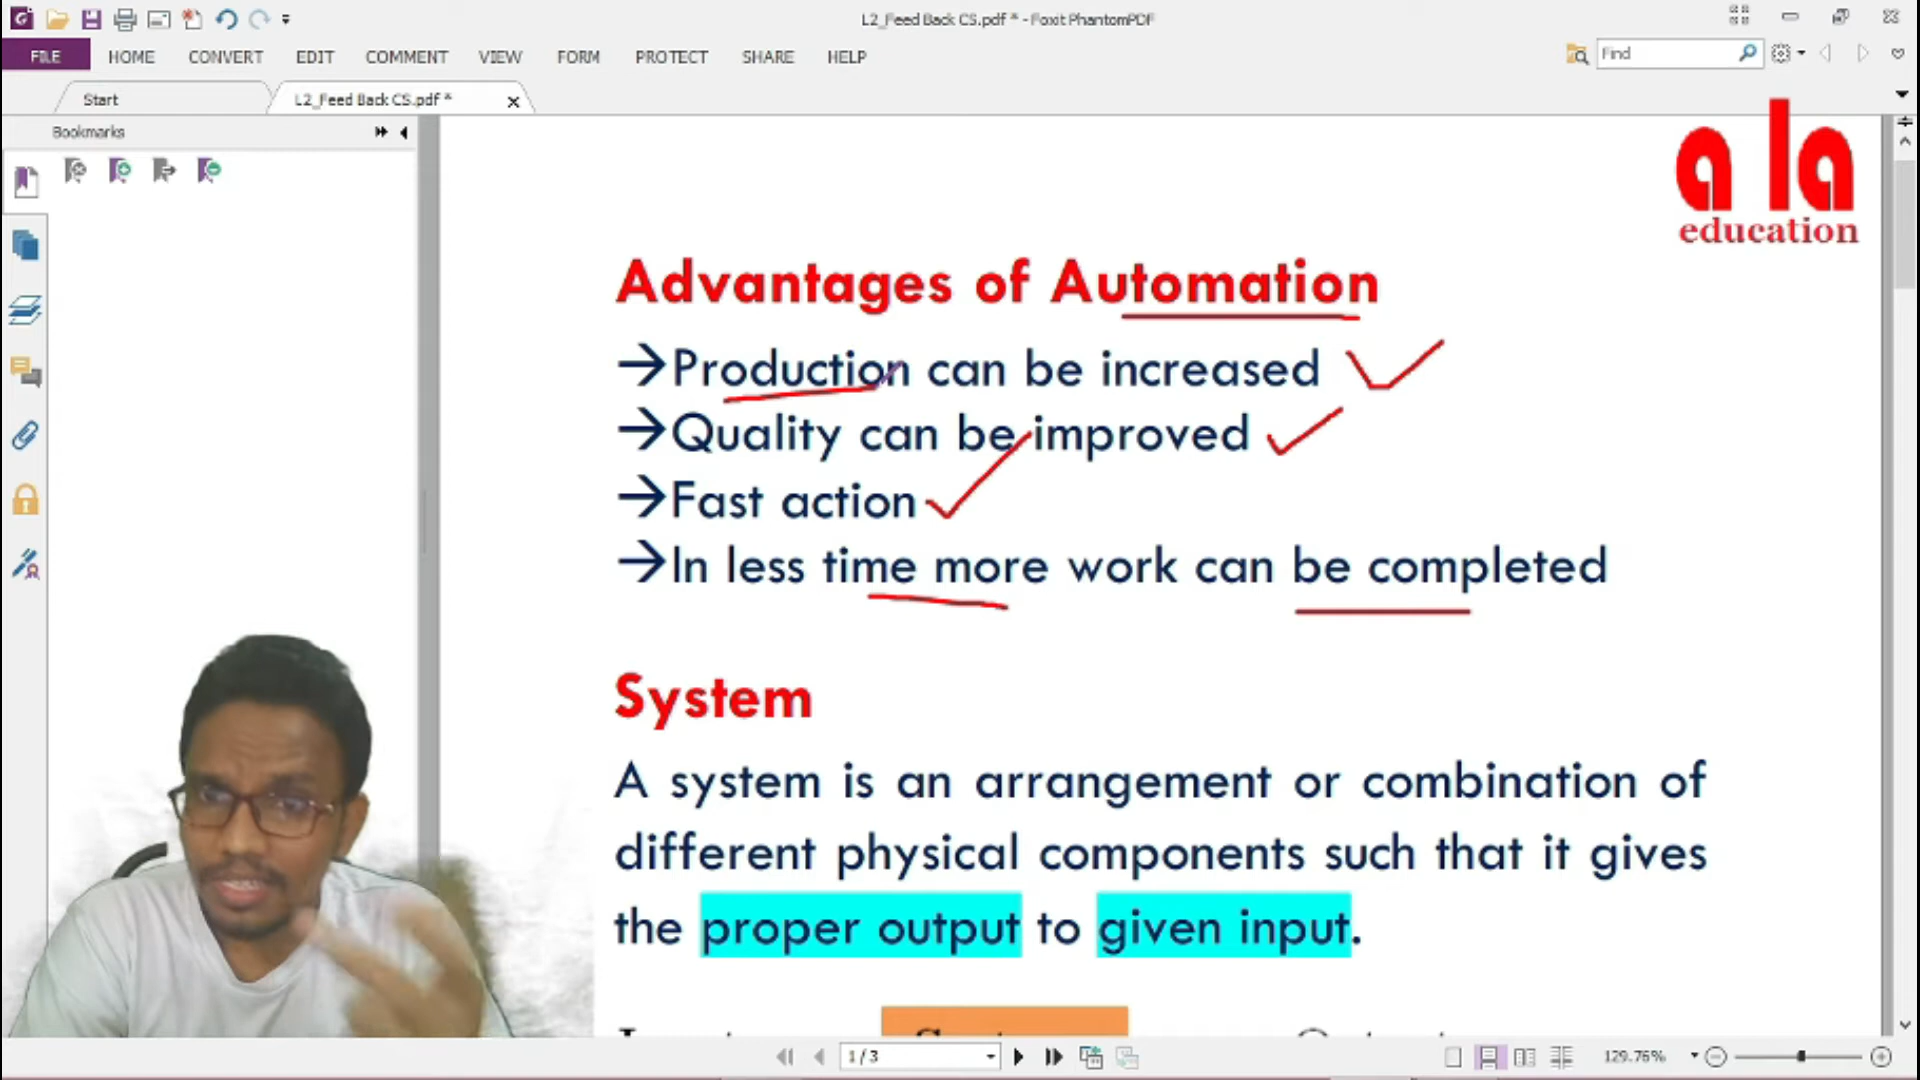 L2_Feed Back CS.pdf * - Foxit PhantomPDF
FILE HOME CONVERT EDIT COMMENT VIEW FORM PROTECT SHARE HELP
Find
Start
L2_Feed Back CS.pdf *
Bookmarks
a la
education
Advantages of Automation
→Production can be increased
→Quality can be improved
→Fast action
→In less time more work can be completed
System
A system is an arrangement or combination of
different physical components such that it gives
the proper output to given input.
1 / 3
129.76%